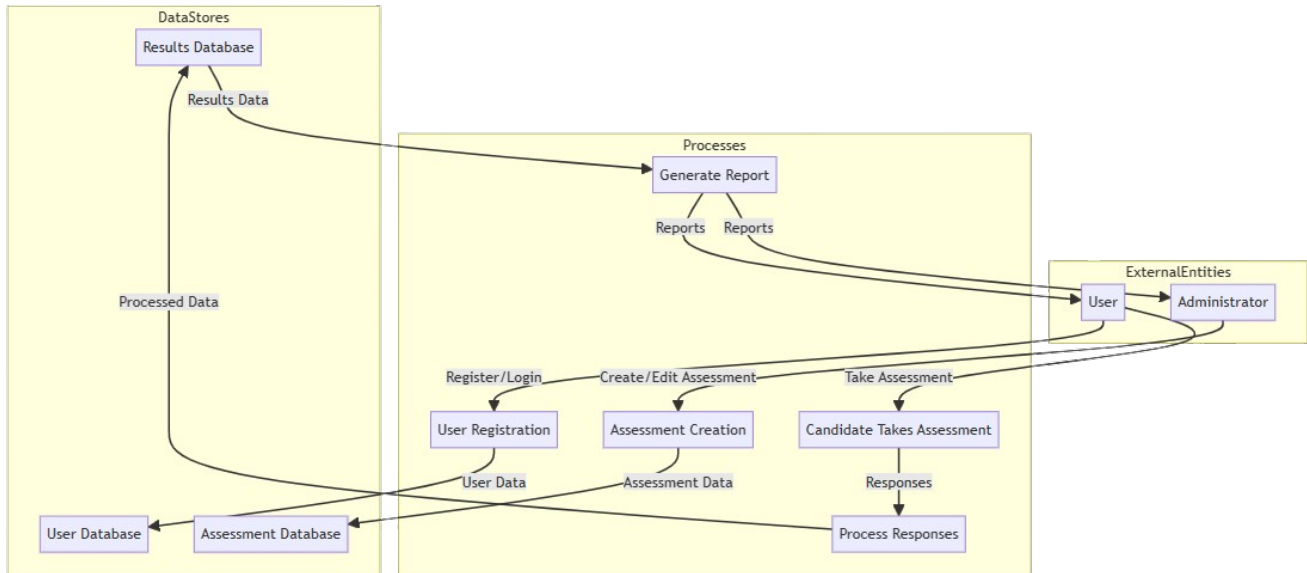 DataStores
Results Database
Results Data
Processes
Generate Report
Reports
Reports
ExternalEntities
User
Administrator
Processed Data
Register/Login
Create/Edit Assessment
Take Assessment
User Registration
Assessment Creation
Candidate Takes Assessment
User Data
Assessment Data
Responses
User Database
Assessment Database
Process Responses